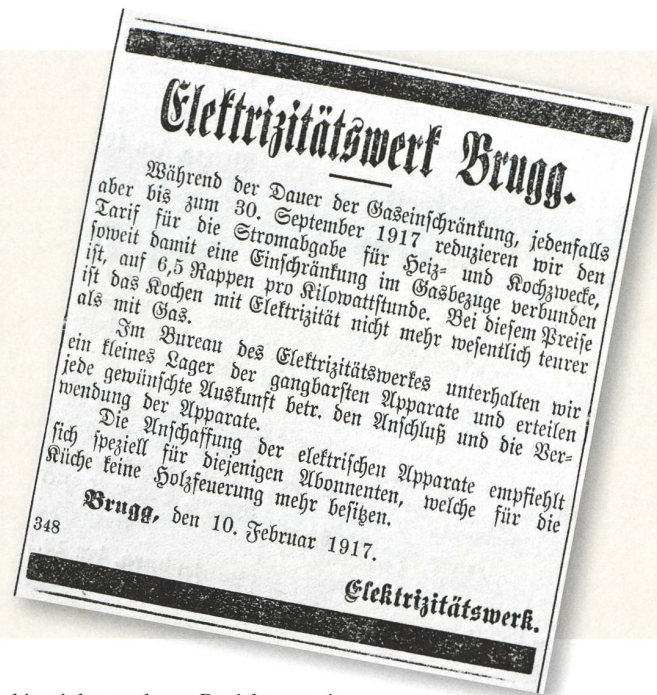 Elektrizitätswerk Brugg.
Während der Dauer der Gaseinschränkung, jedenfalls
aber bis zum 30. September 1917 reduzieren wir den
Tarif für die Stromabgabe für Heiz- und Kochzwecke,
soweit damit eine Einschränkung im Gasbezuge verbunden
ist, auf 6,5 Rappen pro Kilowattstunde. Bei diesem Preise
ist das Kochen mit Elektrizität nicht mehr wesentlich teurer
als mit Gas.
Im Bureau des Elektrizitätswerkes unterhalten wir
ein kleines Lager der gangbarsten Apparate und erteilen
jede gewünschte Auskunft betr. den Anschluß und die Ver-
wendung der Apparate.
Die Anschaffung der elektrischen Apparate empfiehlt
sich speziell für diejenigen Abonnenten, welche für die
Küche keine Holzfeuerung mehr besitzen.
Brugg, den 10. Februar 1917.
348
Elektrizitätswerk.